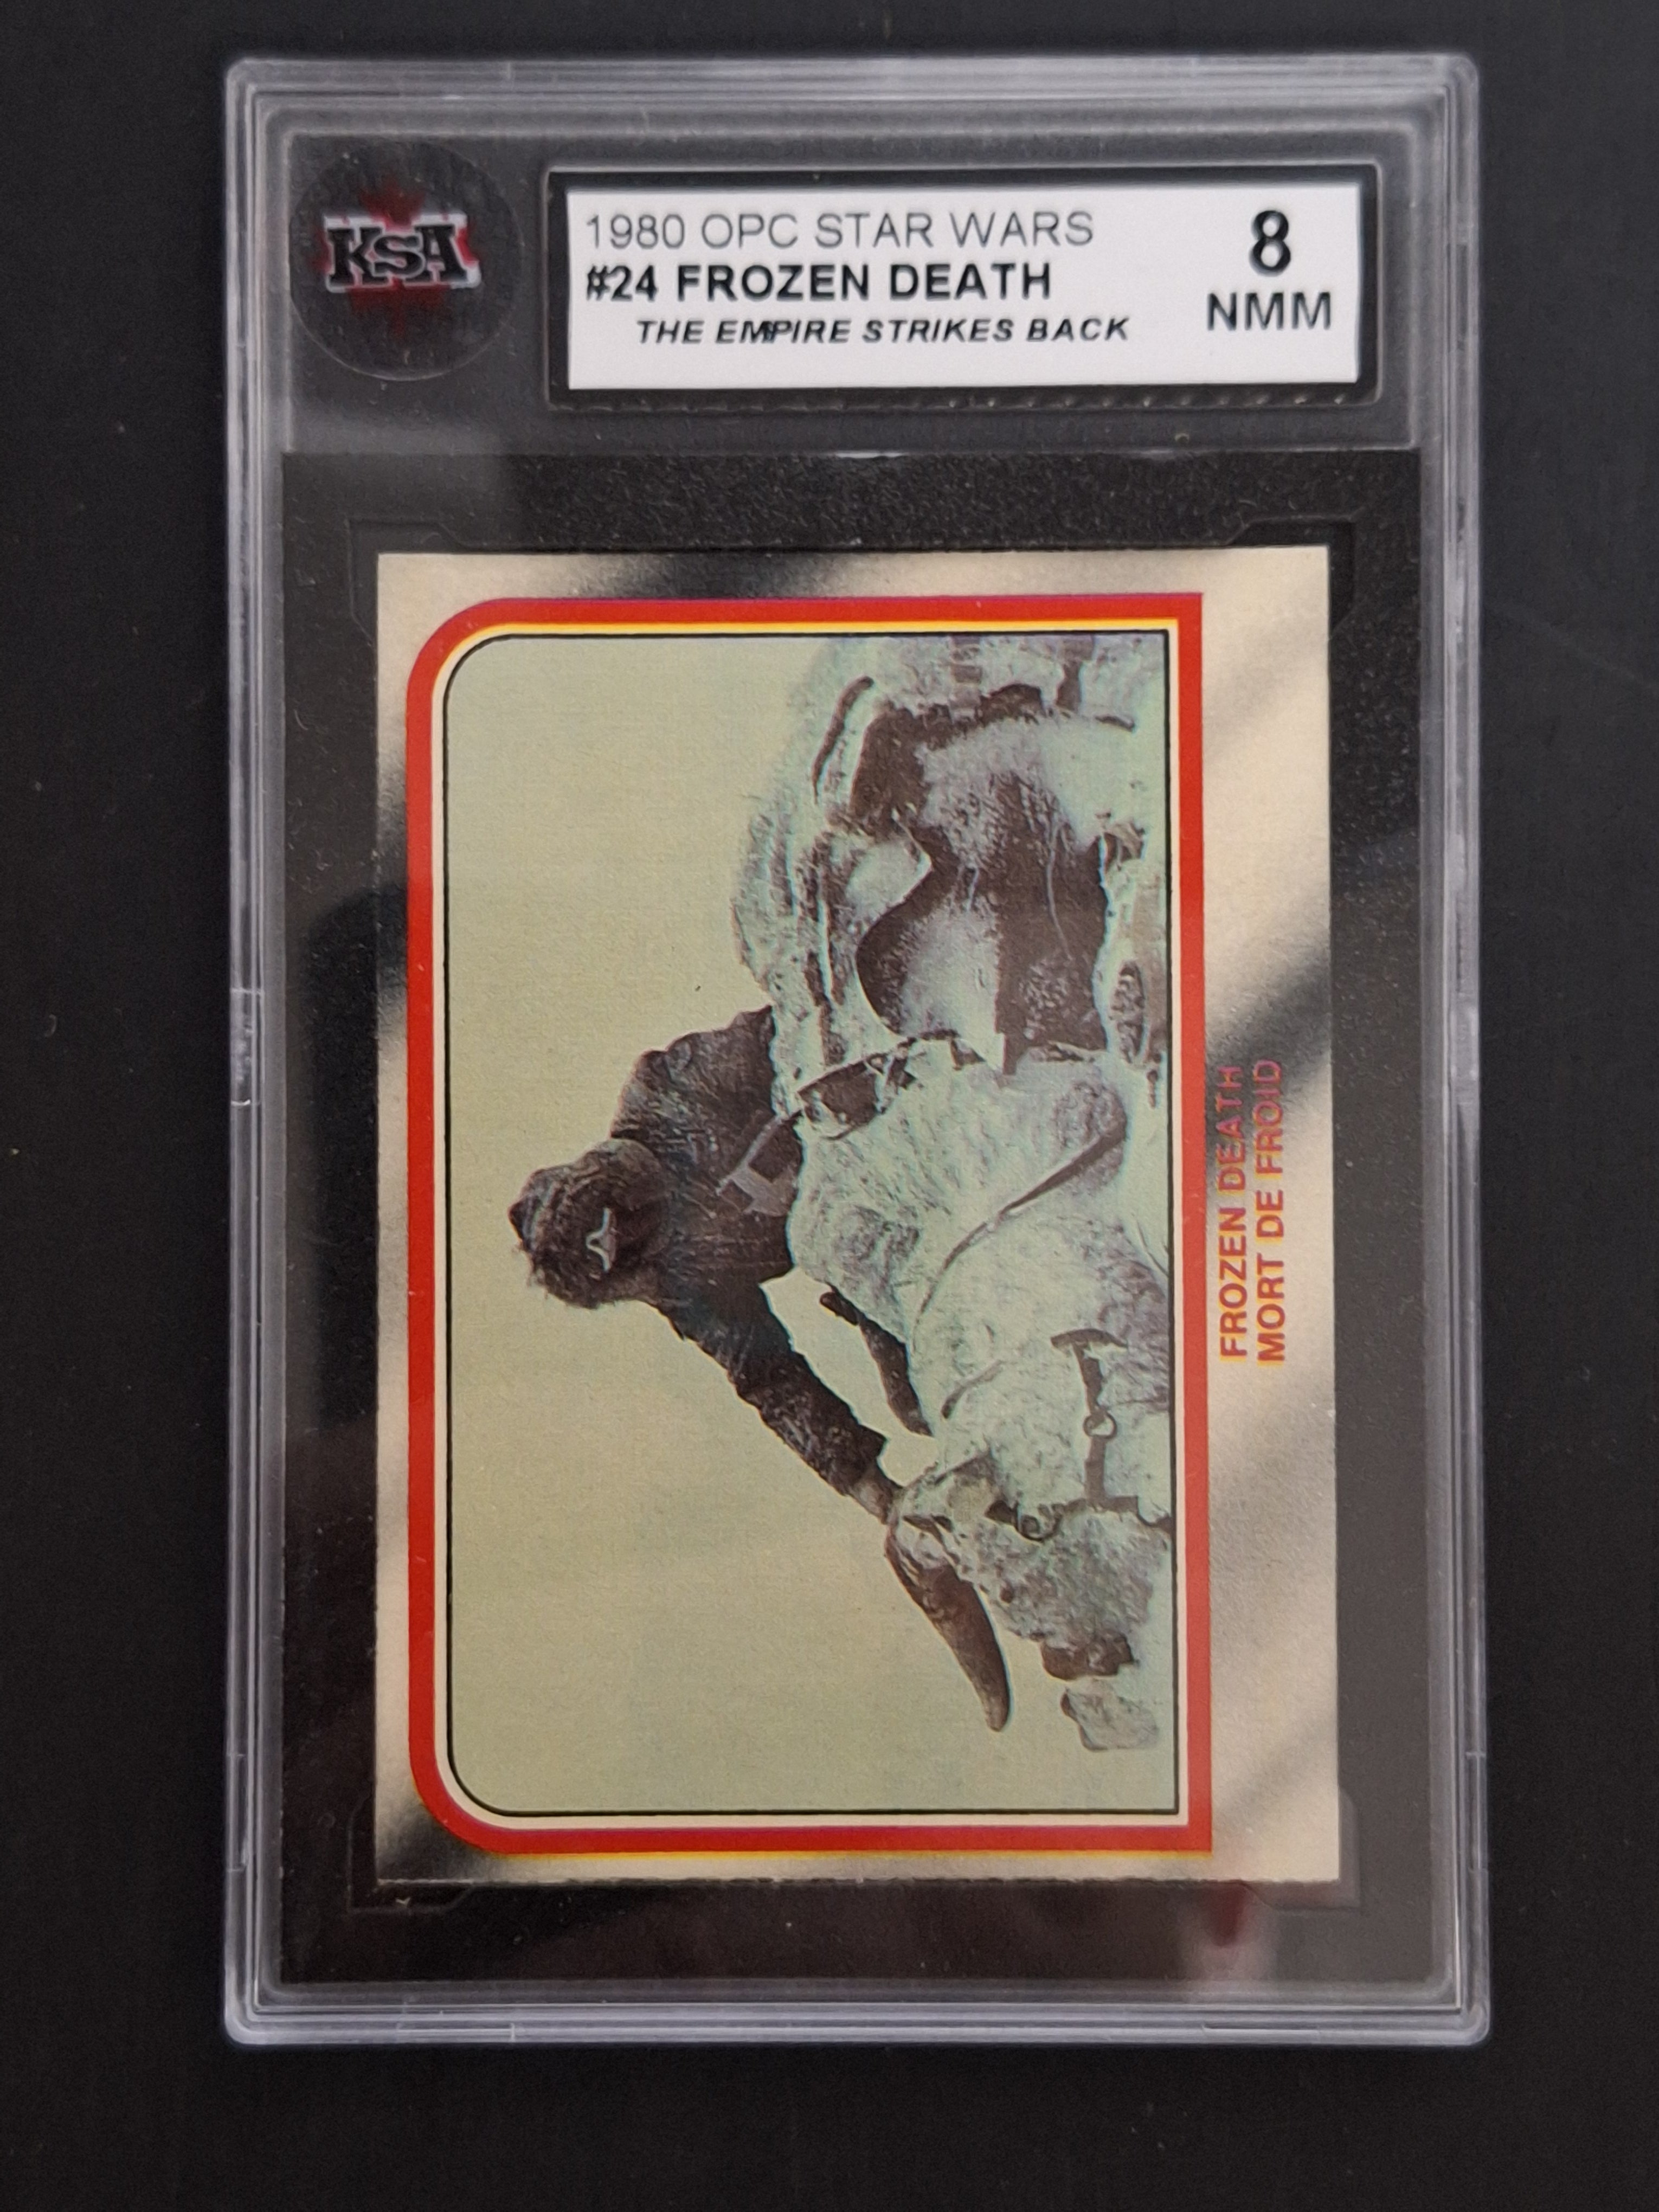 KSA
1980 OPC STAR WARS
#24 FROZEN DEATH
THE EMPIRE STRIKES BACK
8
NMM
FROZEN DEATH
MORT DE FROID